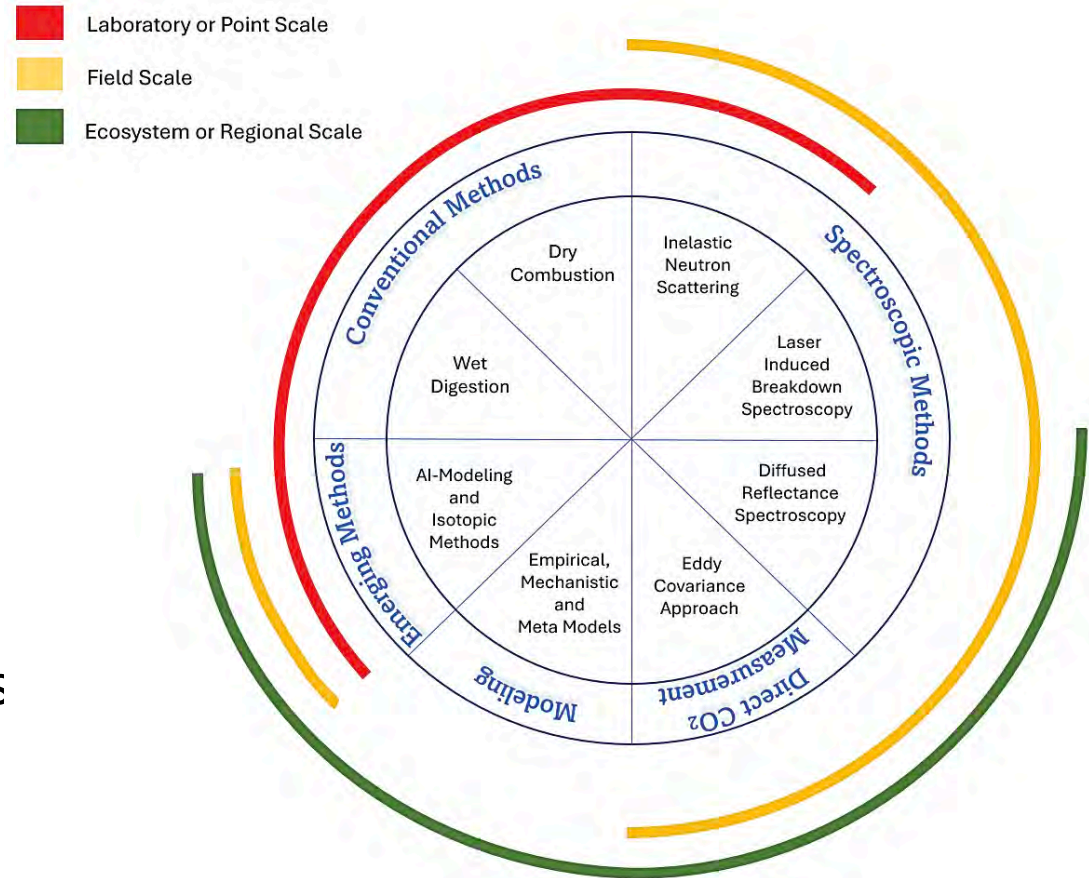 Laboratory or Point Scale
Field Scale
Ecosystem or Regional Scale
Conventional Methods
Spectroscopic Methods
Dry
Combustion
Inelastic
Neutron
Scattering
Wet
Digestion
Laser
Induced
Breakdown
Spectroscopy
AI-Modeling
and
Isotopic
Methods
Diffused
Reflectance
Spectroscopy
Empirical,
Mechanistic
and
Meta Models
Eddy
Covariance
Approach
Emerging Methods
Modeling
Direct CO₂
Measurement